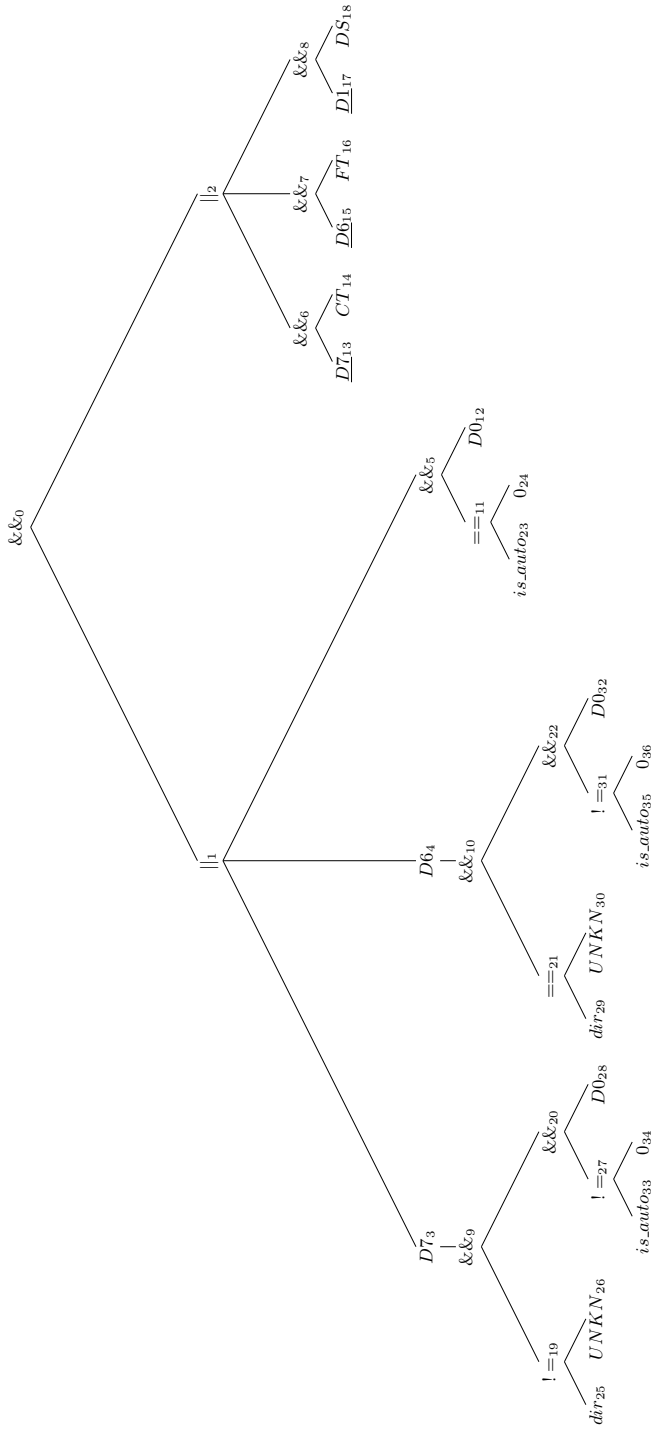 &&₀
||₁ ||₂
D7₃ D6₄ &&₅ &&₆ &&₇ &&₈
&&₉ &&₁₀ ==₁₁ D0₁₂ D7₁₃ CT₁₄ D6₁₅ FT₁₆ D1₁₇ DS₁₈
!=₁₉ &&₂₀ ==₂₁ &&₂₂ is_auto₂₃ 0₂₄
dir₂₅ UNKN₂₆ !=₂₇ D0₂₈ dir₂₉ UNKN₃₀ !=₃₁ D0₃₂
is_auto₃₃ 0₃₄ is_auto₃₅ 0₃₆